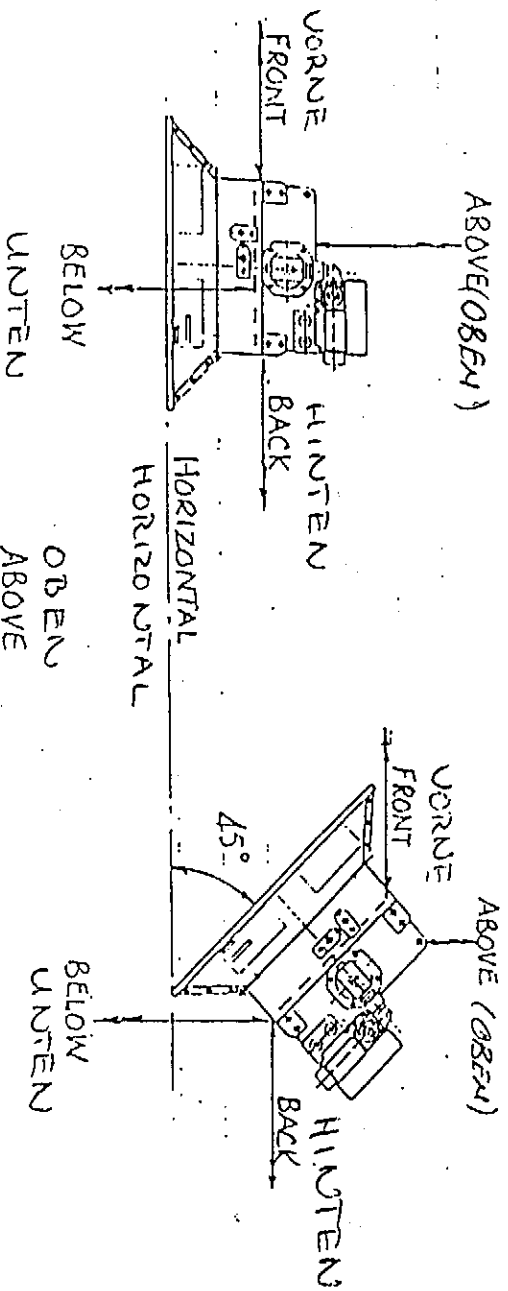 ABOVE (OBEN)
VORNE
FRONT
HINTEN
BACK
BELOW
UNTEN
HORIZONTAL
HORIZONTAL
OBEN
ABOVE
ABOVE (OBEN)
VORNE
FRONT
45°
HINTEN
BACK
BELOW
UNTEN